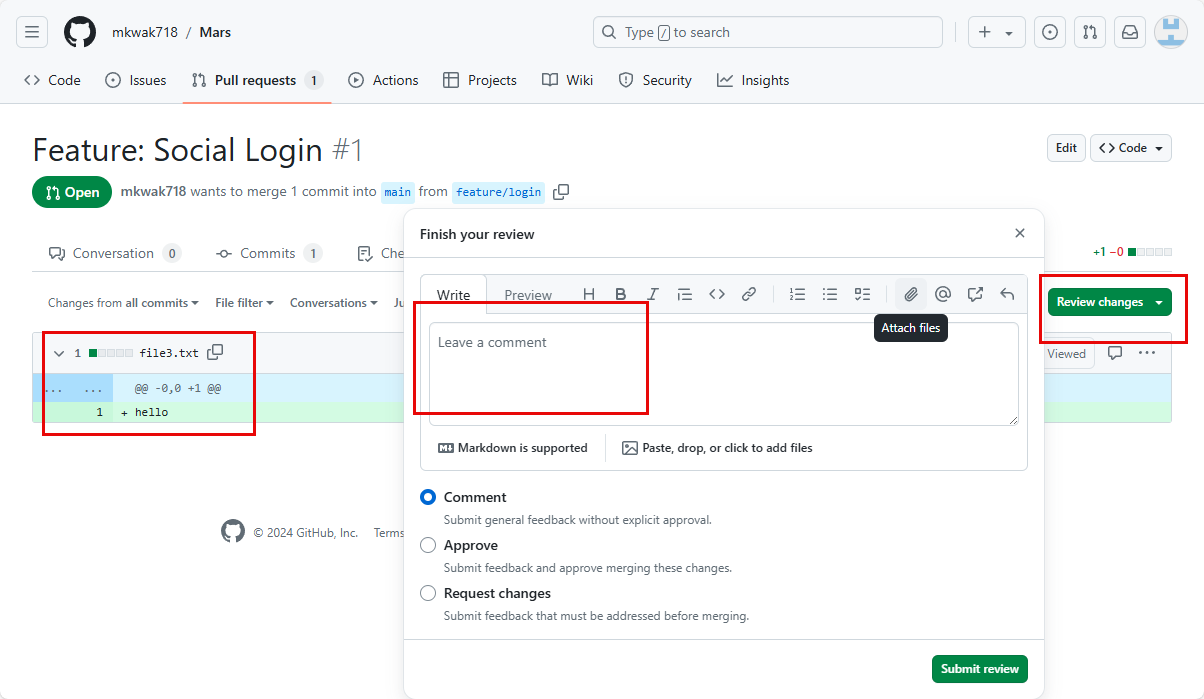 mkwak718 / Mars
Type / to search
Code
Issues
Pull requests 1
Actions
Projects
Wiki
Security
Insights
Feature: Social Login #1
Edit
Code
Open
mkwak718 wants to merge 1 commit into main from feature/login
Finish your review
Conversation 0
Commits 1
Che
+1 −0
Write
Preview
Changes from all commits
File filter
Conversations
Ju
Review changes
Attach files
Leave a comment
1 file3.txt
Viewed
... ... @@ -0,0 +1 @@
1 + hello
Markdown is supported
Paste, drop, or click to add files
Comment
Submit general feedback without explicit approval.
© 2024 GitHub, Inc.
Terms
Approve
Submit feedback and approve merging these changes.
Request changes
Submit feedback that must be addressed before merging.
Submit review